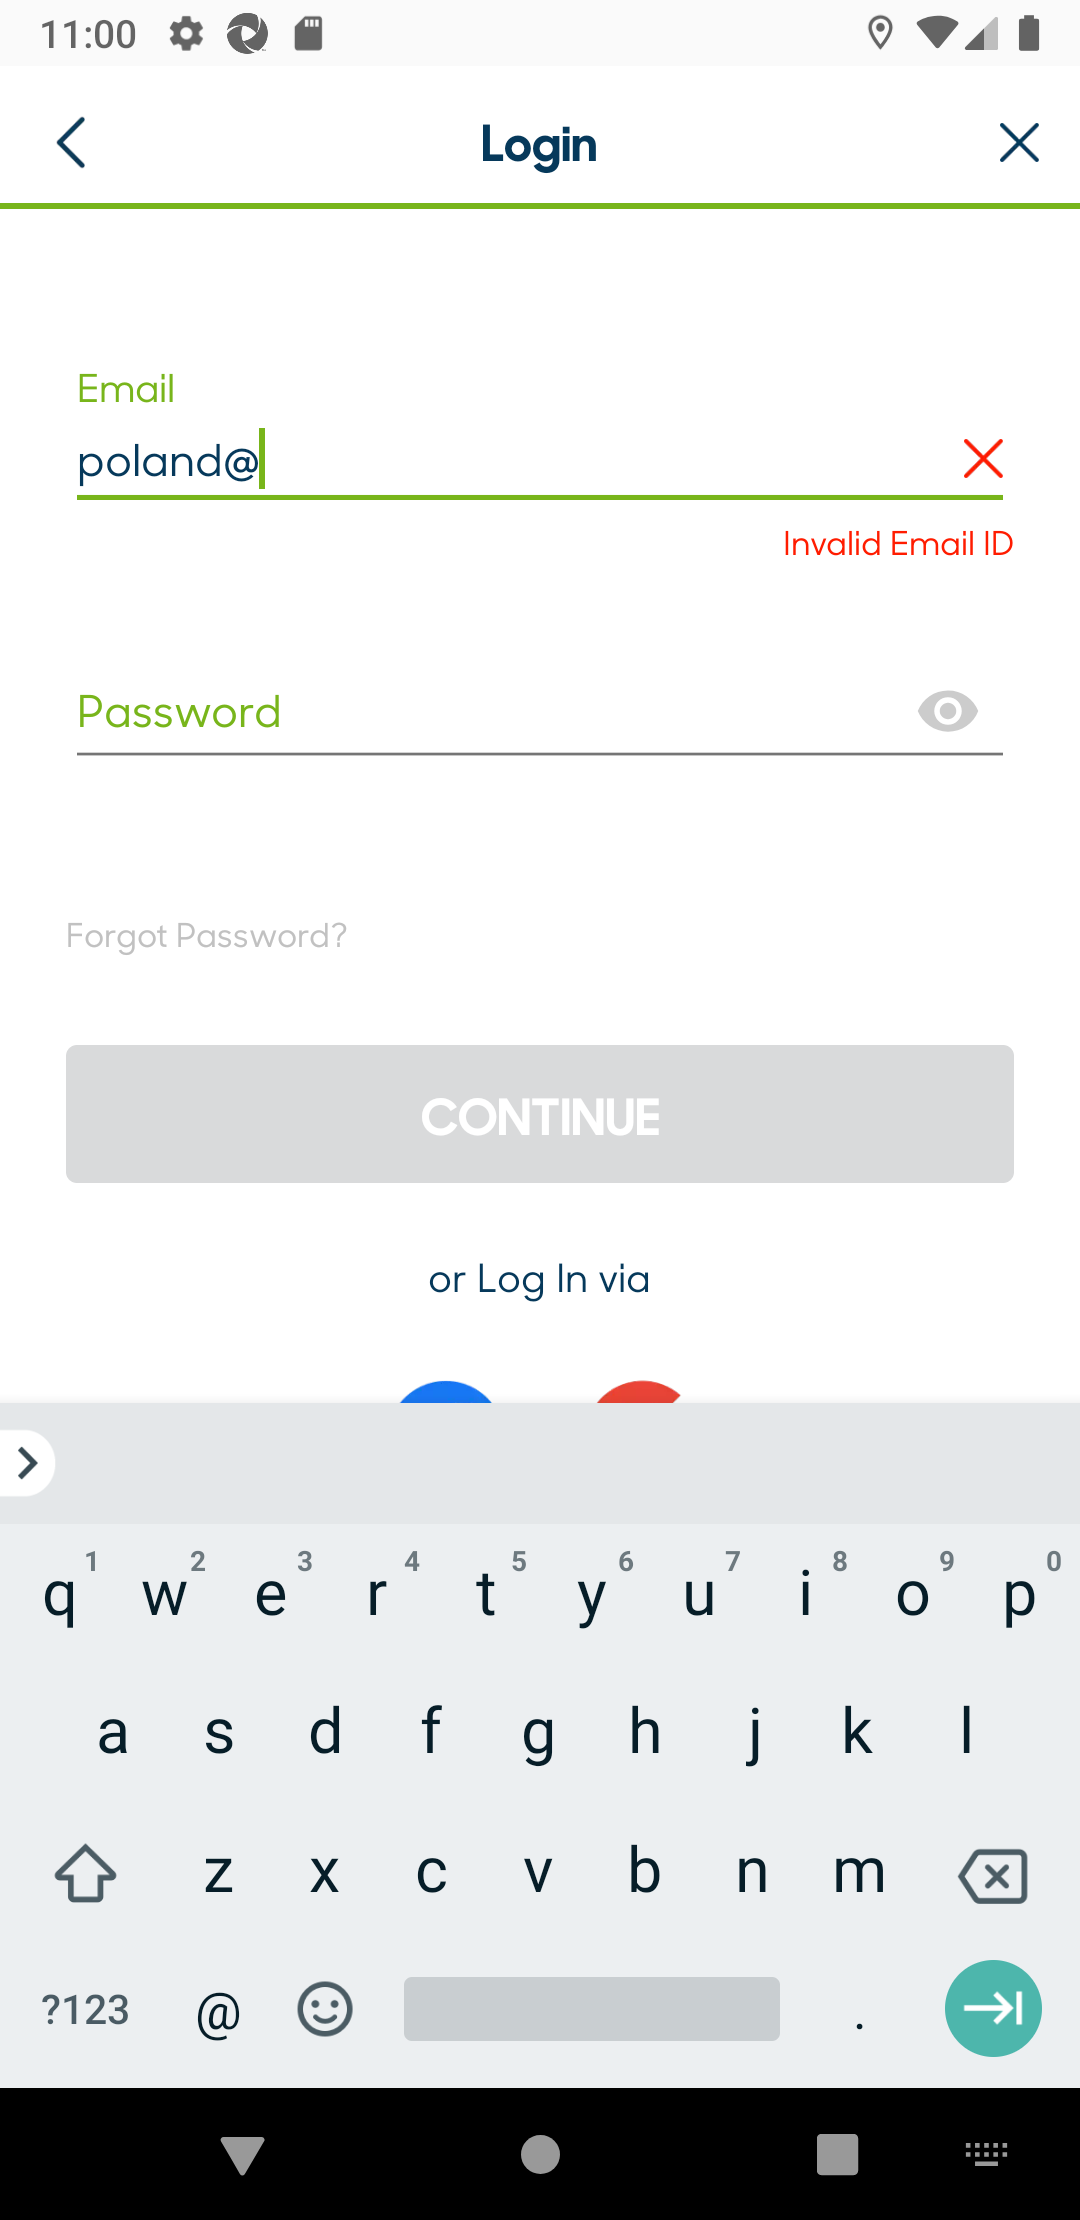 11:00
Login
Email
poland@
Invalid Email ID
Password
Forgot Password?
CONTINUE
or Log In via
1 2 3 4 5 6 7 8 9 0
q w e r t y u i o p
a s d f g h j k l
z x c v b n m
?123 @ .